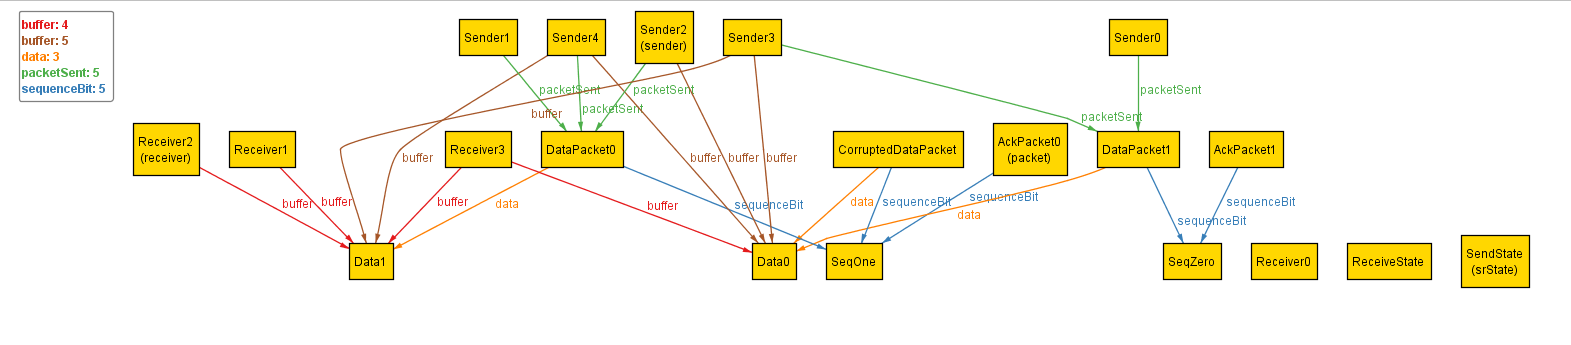 buffer: 4
buffer: 5
data: 3
packetSent: 5
sequenceBit: 5
Sender1
Sender4
Sender2
(sender)
Sender3
Sender0
packetSent
packetSent
packetSent
packetSent
buffer
packetSent
Receiver2
(receiver)
Receiver1
Receiver3
DataPacket0
CorruptedDataPacket
AckPacket0
(packet)
DataPacket1
AckPacket1
buffer
buffer
buffer
buffer
buffer
buffer
buffer
data
buffer
sequenceBit
data
sequenceBit
sequenceBit
data
sequenceBit
sequenceBit
Data1
Data0
SeqOne
SeqZero
Receiver0
ReceiveState
SendState
(srState)